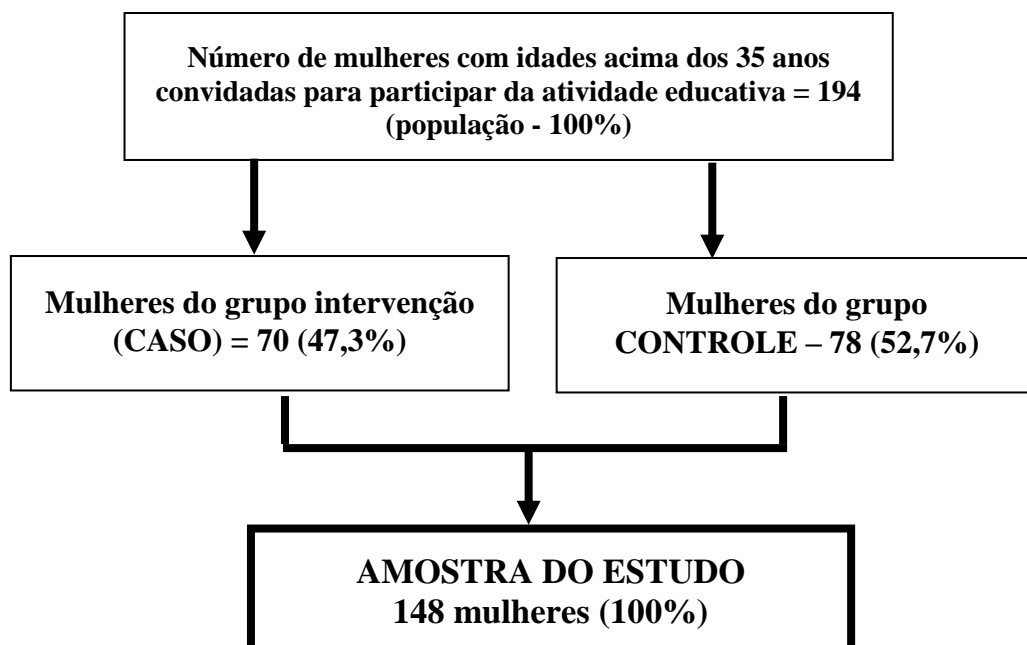 Número de mulheres com idades acima dos 35 anos
convidadas para participar da atividade educativa = 194
(população - 100%)
Mulheres do grupo intervenção
(CASO) = 70 (47,3%)
Mulheres do grupo
CONTROLE – 78 (52,7%)
AMOSTRA DO ESTUDO
148 mulheres (100%)